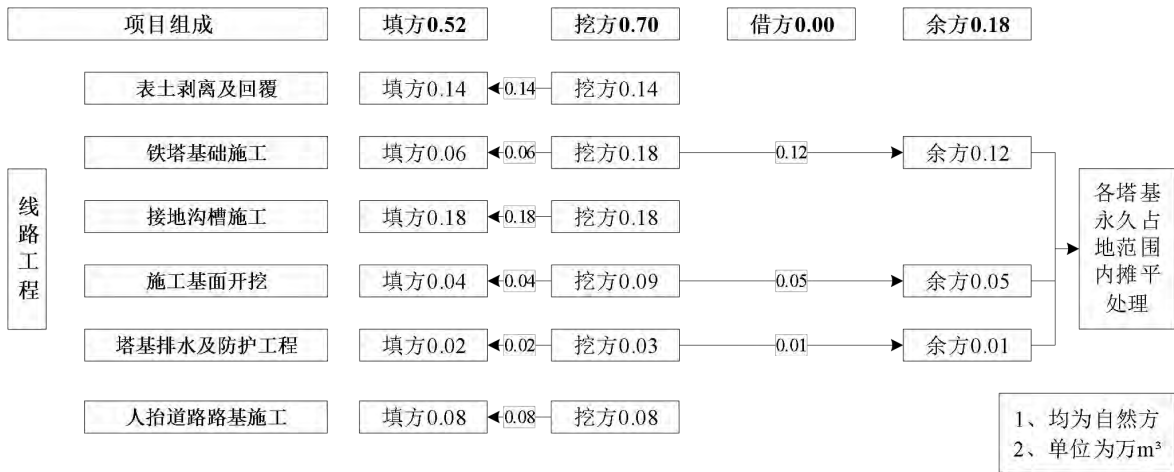 项目组成 填方0.52 挖方0.70 借方0.00 余方0.18
表土剥离及回覆 填方0.14 0.14 挖方0.14
铁塔基础施工 填方0.06 0.06 挖方0.18 0.12 余方0.12
接地沟槽施工 填方0.18 0.18 挖方0.18
施工基面开挖 填方0.04 0.04 挖方0.09 0.05 余方0.05
塔基排水及防护工程 填方0.02 0.02 挖方0.03 0.01 余方0.01
人抬道路路基施工 填方0.08 0.08 挖方0.08
线路工程
各塔基
永久占
地范围
内摊平
处理
1、均为自然方
2、单位为万m³